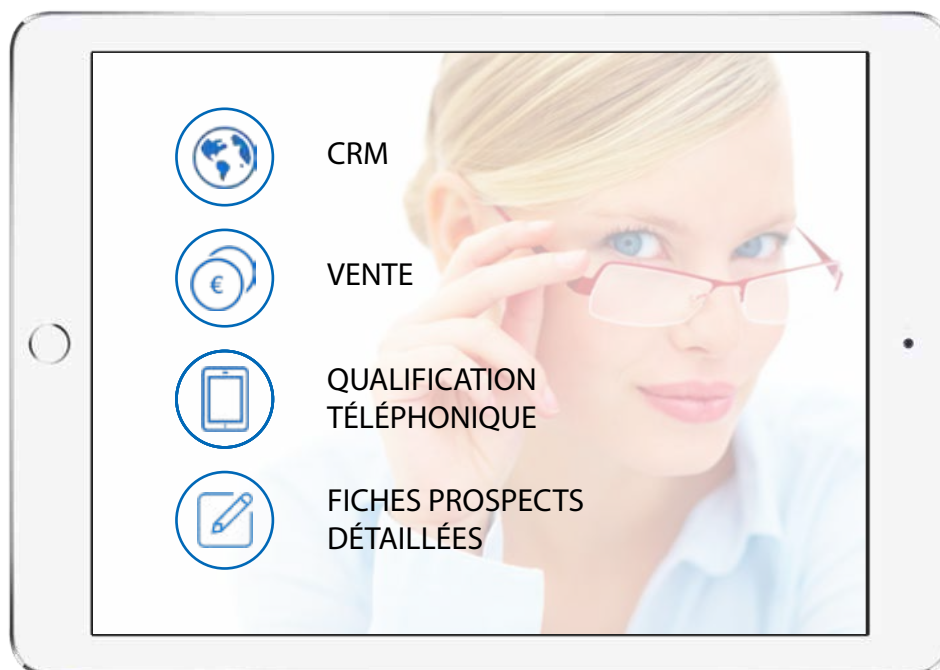 CRM
€
VENTE
QUALIFICATION
TÉLÉPHONIQUE
FICHES PROSPECTS
DÉTAILLÉES